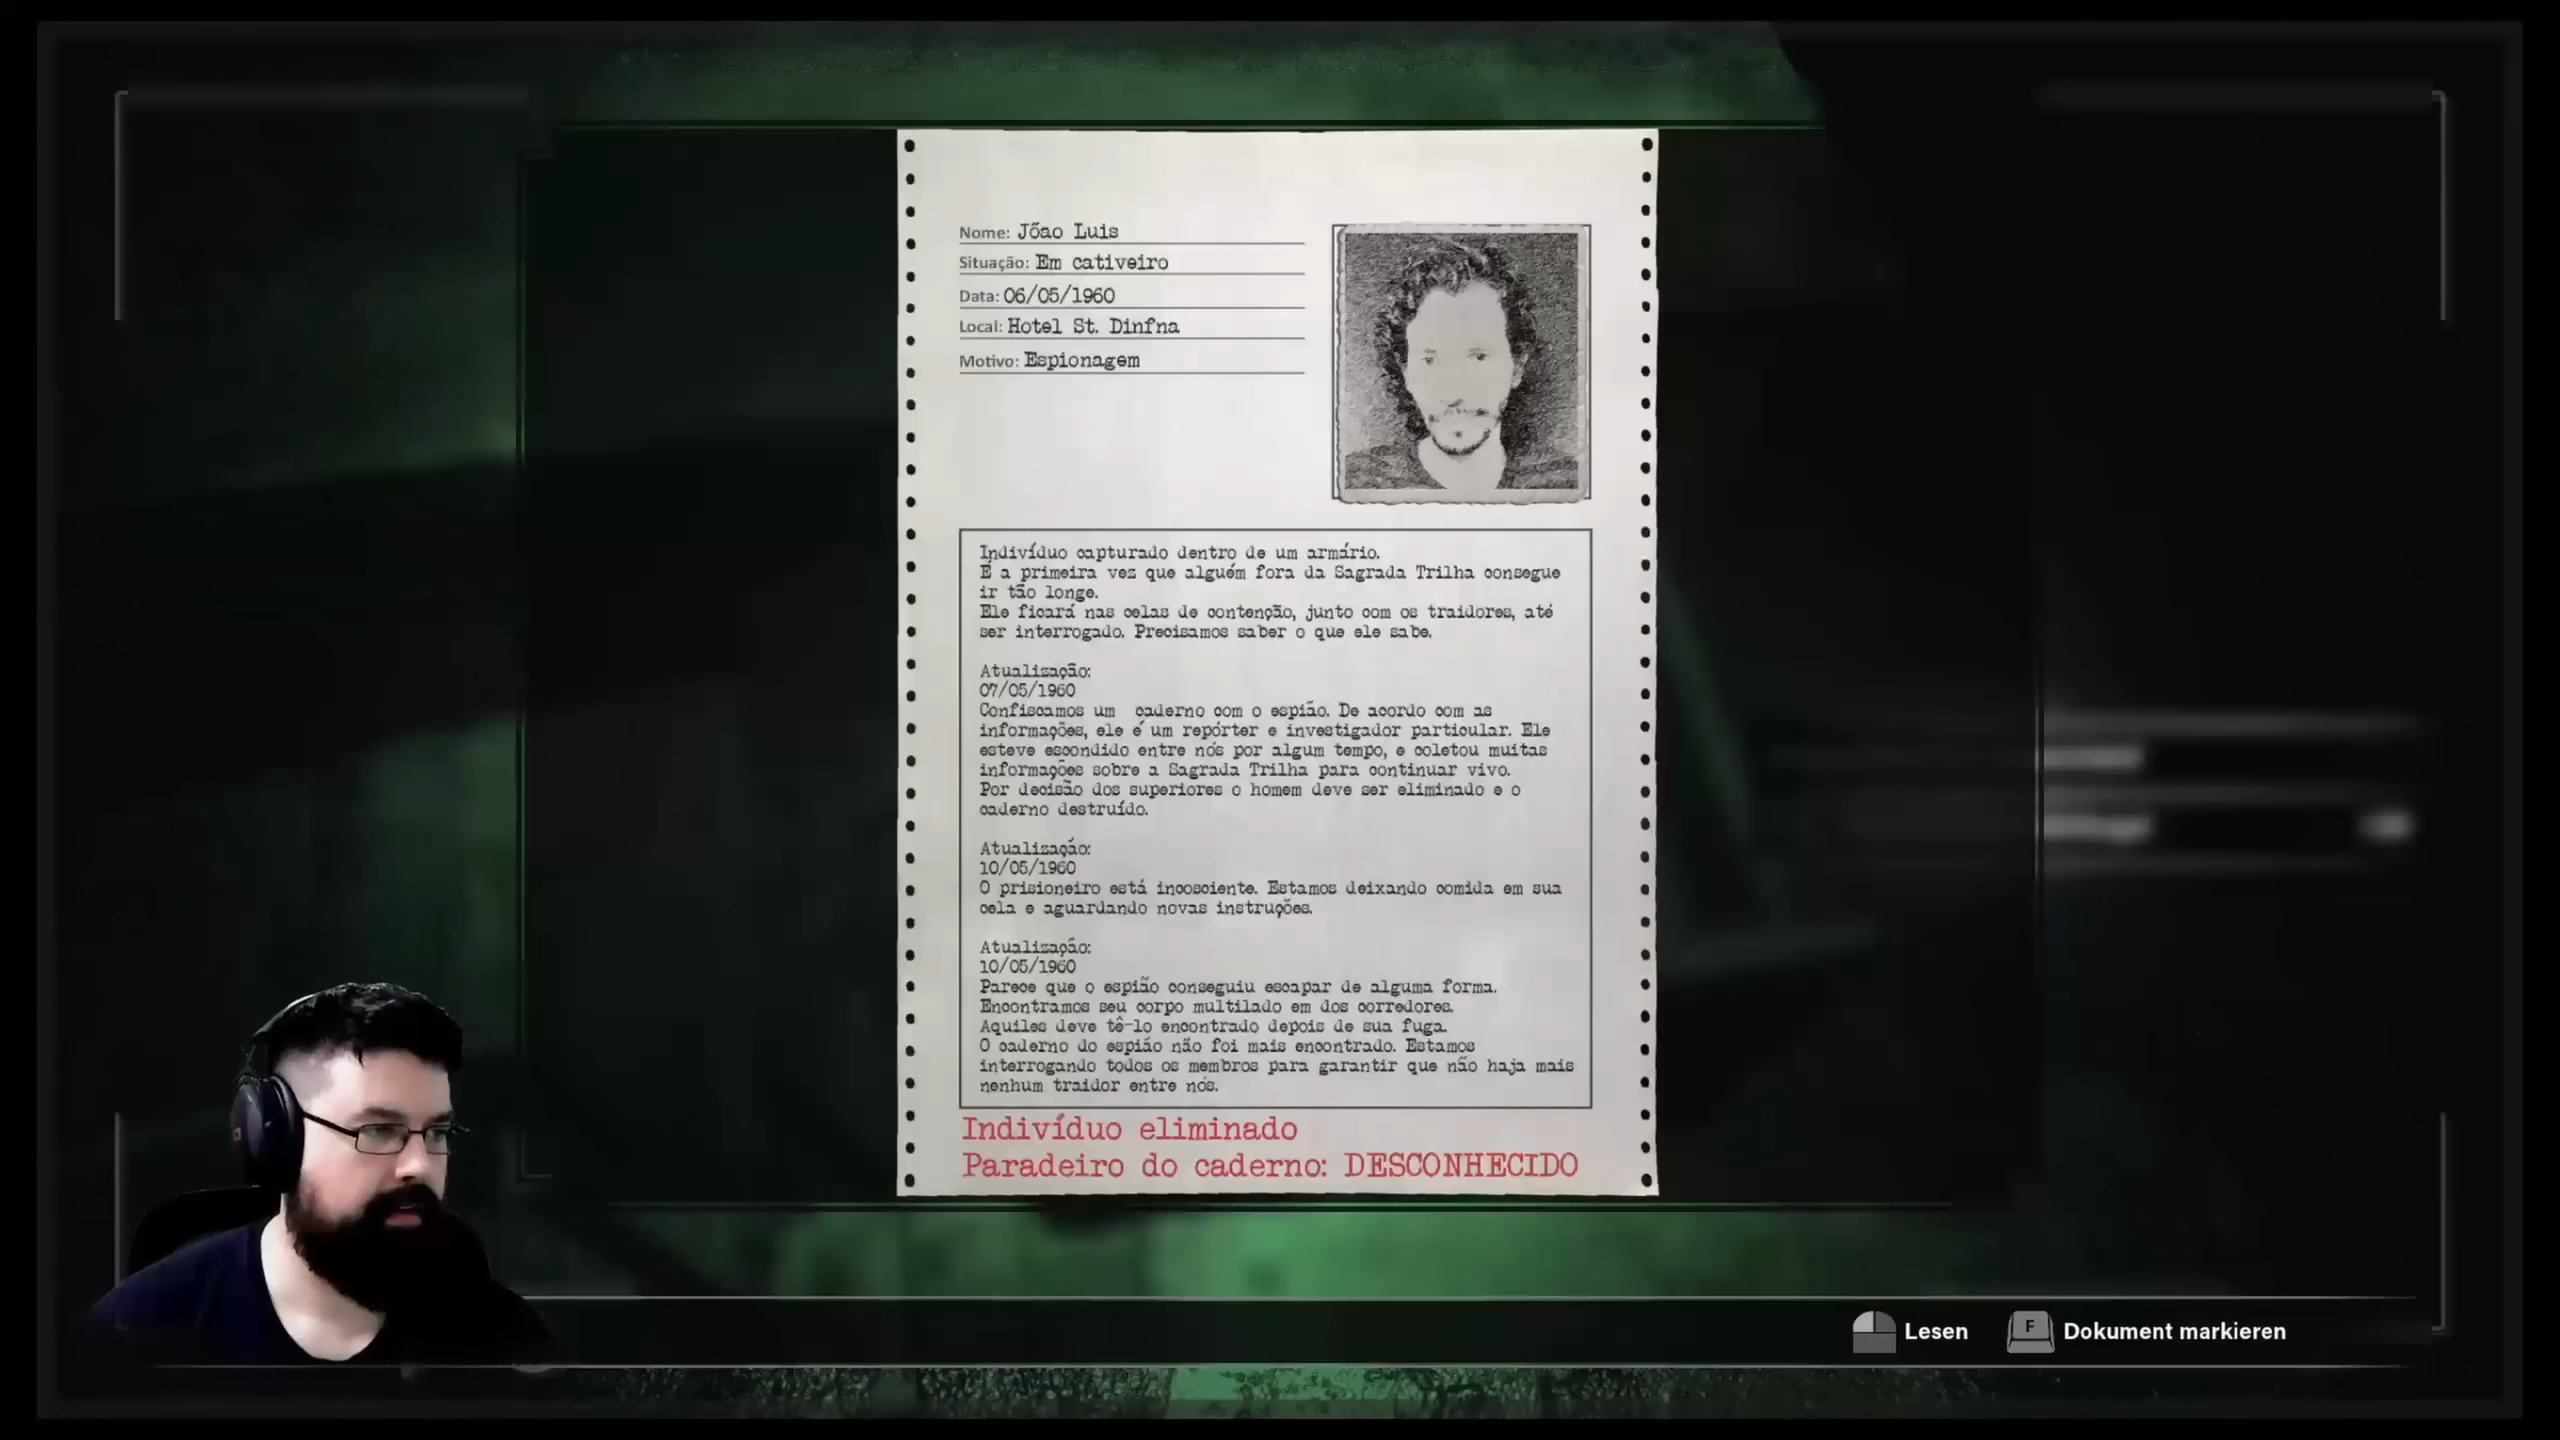 Nome: Jőao Luis
Situação: Em cativeiro
Data: 06/05/1960
Local: Hotel St. Dinfna
Motivo: Espionagem
Indivíduo capturado dentro de um armário.
É a primeira vez que alguém fora da Sagrada Trilha consegue
ir tão longe.
Ele ficará nas celas de contenção, junto com os traidores, até
ser interrogado. Precisamos saber o que ele sabe.
Atualização:
07/05/1960
Confiscamos um caderno com o espião. De acordo com as
informações, ele é um repórter e investigador particular. Ele
esteve escondido entre nós por algum tempo, e coletou muitas
informações sobre a Sagrada Trilha para continuar vivo.
Por decisão dos superiores o homem deve ser eliminado e o
caderno destruído.
Atualização:
10/05/1960
O prisioneiro está incosciente. Estamos deixando comida em sua
cela e aguardando novas instruções.
Atualização:
10/05/1960
Parece que o espião conseguiu escapar de alguma forma.
Encontramos seu corpo multilado em dos corredores.
Aquiles deve tê-lo encontrado depois de sua fuga.
O caderno do espião não foi mais encontrado. Estamos
interrogando todos os membros para garantir que não haja mais
nenhum traidor entre nós.
Indivíduo eliminado
Paradeiro do caderno: DESCONHECIDO
Lesen
F
Dokument markieren